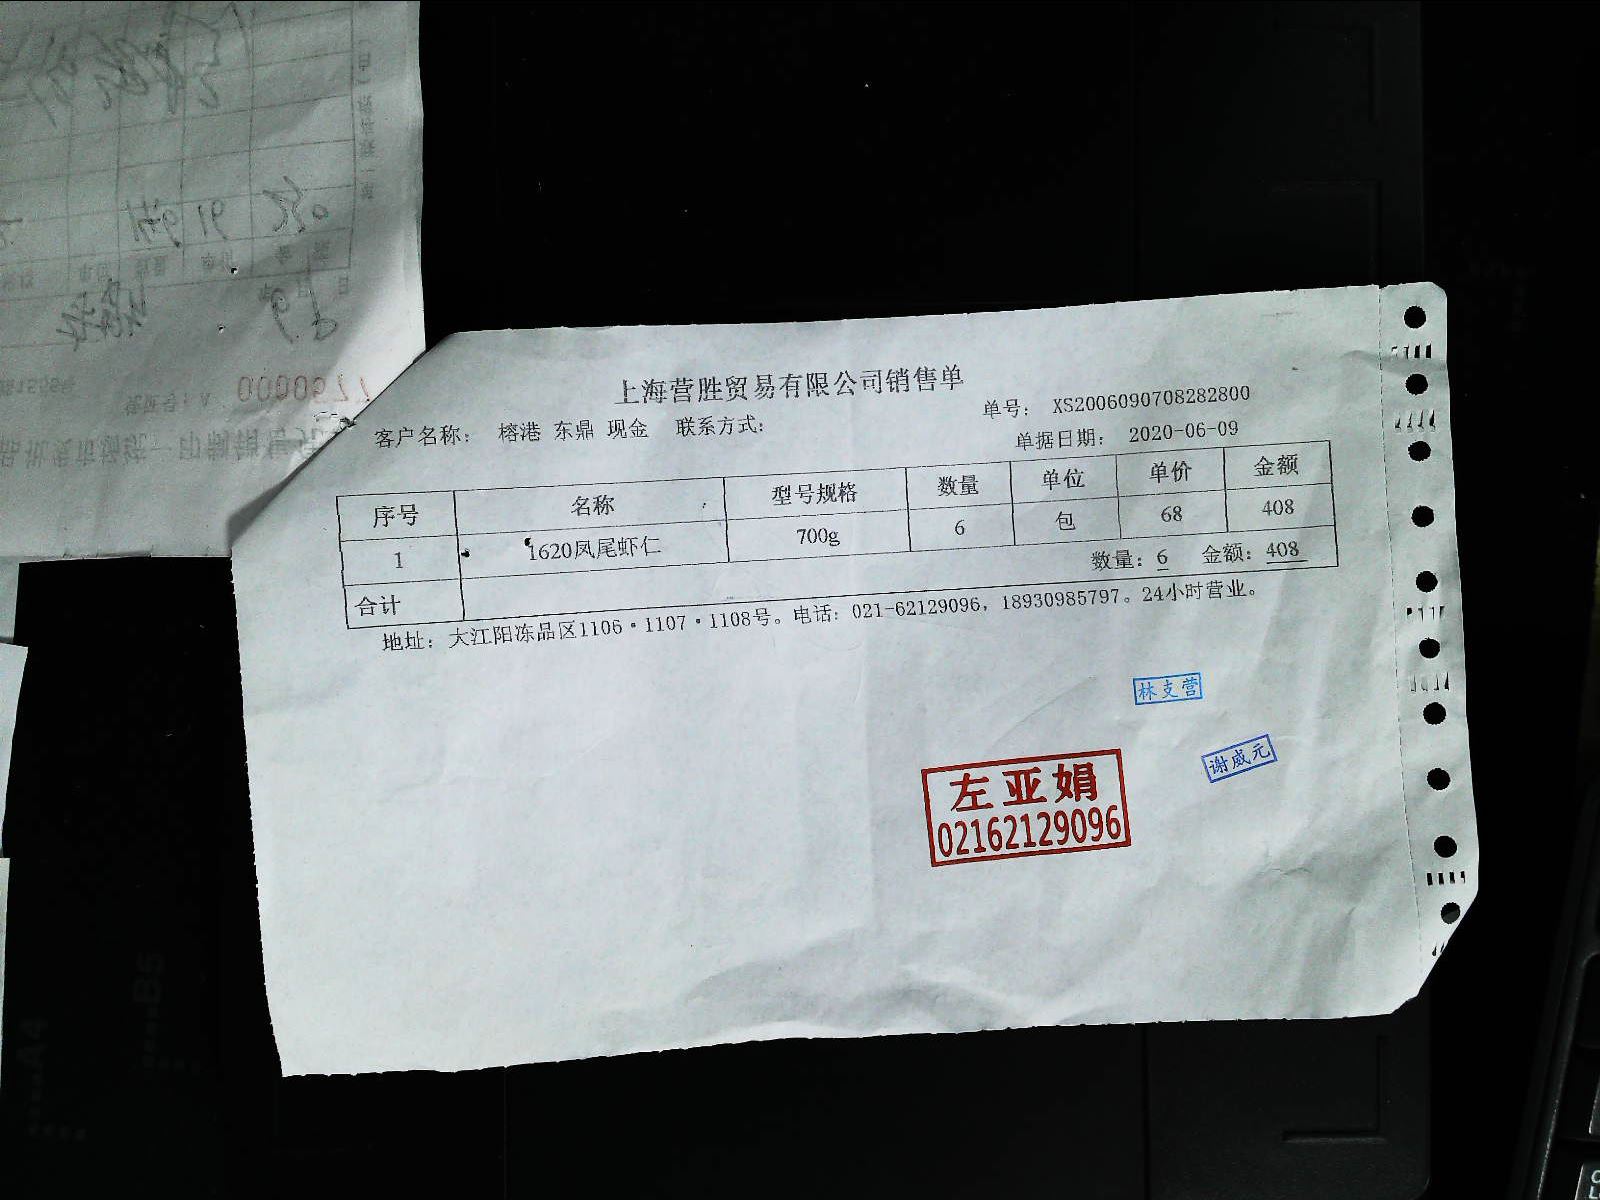 上海营胜贸易有限公司销售单
单号： XS2006090708282800
客户名称： 榕港 东鼎 现金 联系方式：
单据日期： 2020-06-09
序号 名称 型号规格 数量 单位 单价 金额
1 1620凤尾虾仁 700g 6 包 68 408
合计 数量：6 金额：408
地址：大江阳冻品区1106·1107·1108号。电话：021-62129096，18930985797。24小时营业。
林支营
谢威元
左亚娟
02162129096
A4
B5